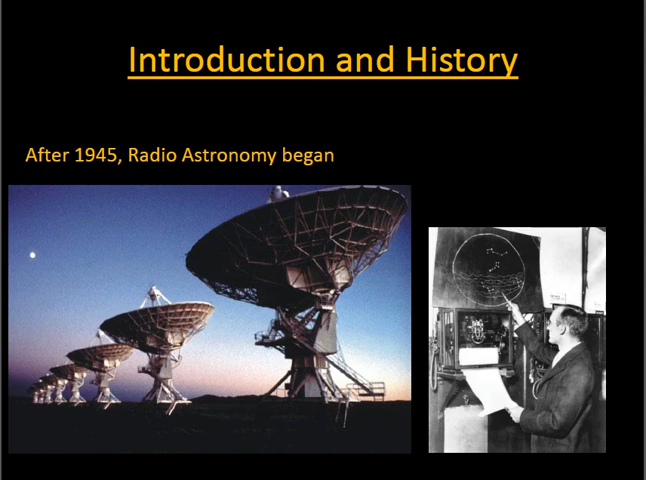 Introduction and History
After 1945, Radio Astronomy began